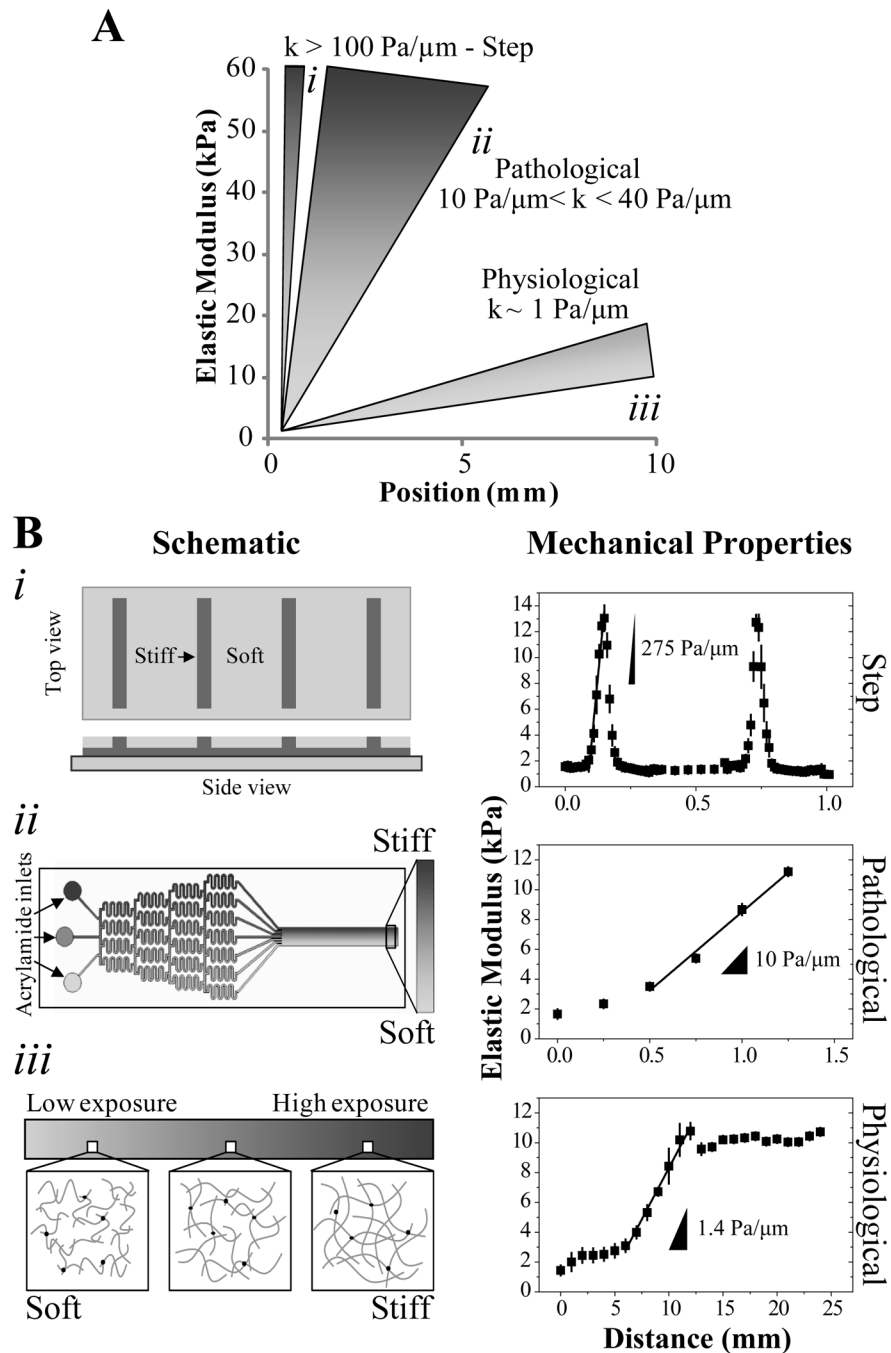 A
k > 100 Pa/μm - Step
60
50
40
30
20
10
0
Elastic Modulus (kPa)
i
ii
Pathological
10 Pa/μm< k < 40 Pa/μm
Physiological
k ~ 1 Pa/μm
iii
0
5
10
Position (mm)
B
Schematic
Mechanical Properties
i
Top view
Stiff
Soft
Side view
14
12
10
8
6
4
2
0
275 Pa/μm
0.0
0.5
1.0
Step
ii
Acrylamide inlets
Stiff
Soft
Elastic Modulus (kPa)
12
10
8
6
4
2
0
10 Pa/μm
0.0
0.5
1.0
1.5
Pathological
iii
Low exposure
High exposure
Soft
Stiff
12
10
8
6
4
2
0
1.4 Pa/μm
0
5
10
15
20
25
Physiological
Distance (mm)